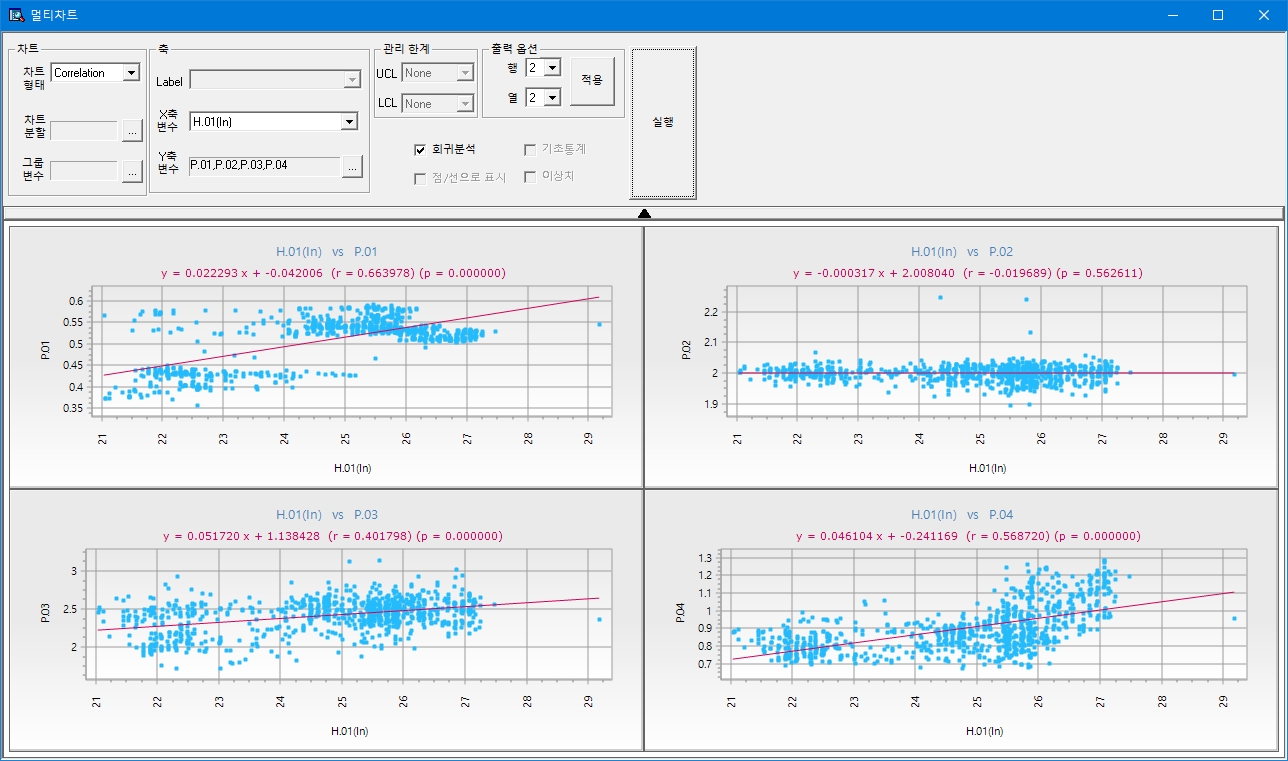 멀티차트
차트
차트
형태
Correlation
차트
분할
...
그룹
변수
...
축
Label
X축
변수
H.01(In)
Y축
변수
P.01,P.02,P.03,P.04
...
관리 한계
UCL
None
LCL
None
출력 옵션
행
2
열
2
적용
회귀분석
기초통계
점/선으로 표시
이상치
실행
H.01(In) vs P.01
y = 0.022293 x + -0.042006 (r = 0.663978) (p = 0.000000)
P.01
0.6
0.55
0.5
0.45
0.4
0.35
21 22 23 24 25 26 27 28 29
H.01(In)
H.01(In) vs P.02
y = -0.000317 x + 2.008040 (r = -0.019689) (p = 0.562611)
P.02
2.2
2.1
2
1.9
21 22 23 24 25 26 27 28 29
H.01(In)
H.01(In) vs P.03
y = 0.051720 x + 1.138428 (r = 0.401798) (p = 0.000000)
P.03
3
2.5
2
21 22 23 24 25 26 27 28 29
H.01(In)
H.01(In) vs P.04
y = 0.046104 x + -0.241169 (r = 0.568720) (p = 0.000000)
P.04
1.3
1.2
1.1
1
0.9
0.8
0.7
21 22 23 24 25 26 27 28 29
H.01(In)